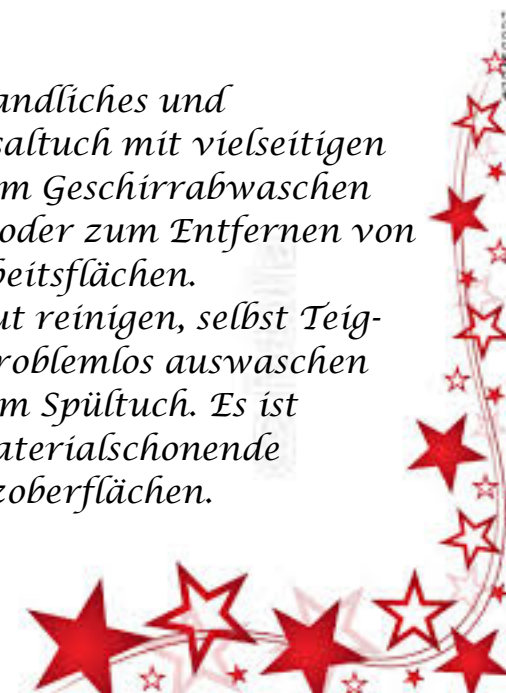 andliches und
saltuch mit vielseitigen
m Geschirrabwaschen
oder zum Entfernen von
beitsflächen.
ut reinigen, selbst Teig-
roblemlos auswaschen
m Spültuch. Es ist
aterialschonende
zoberflächen.